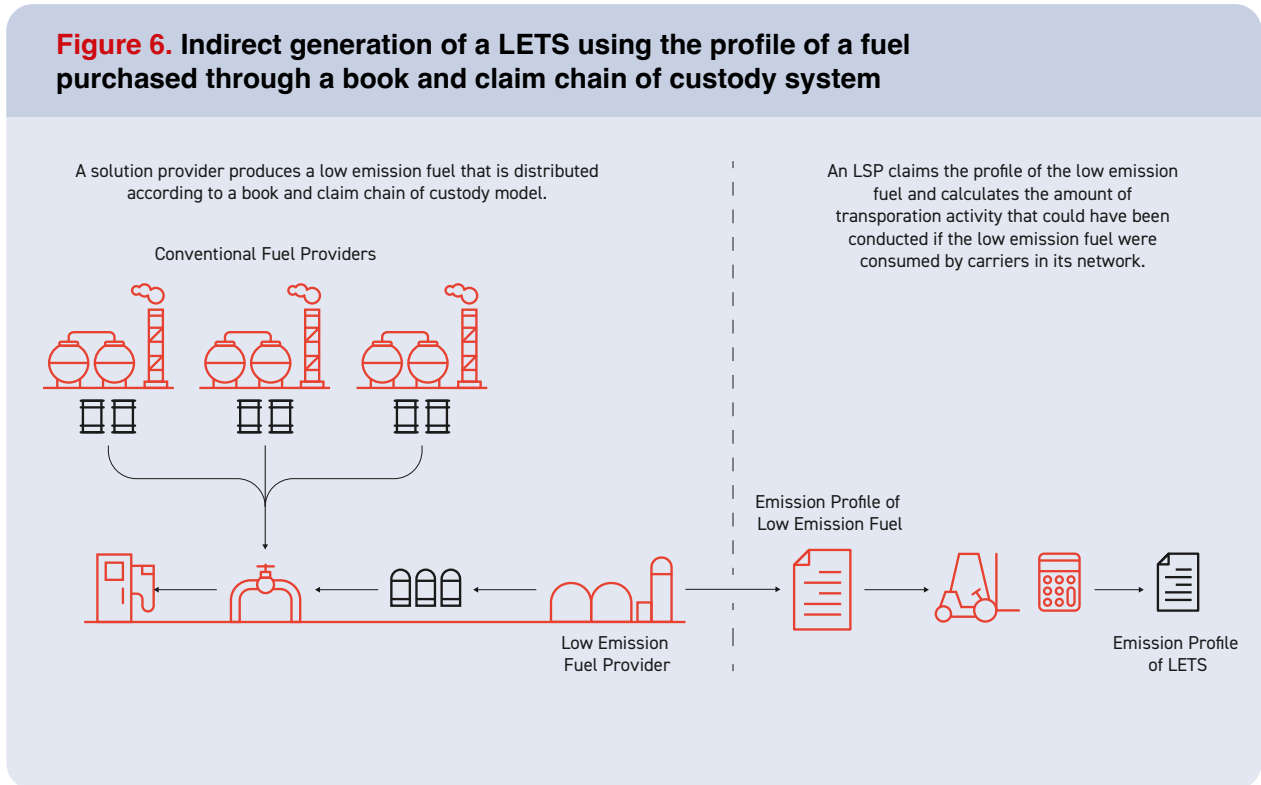 Figure 6. Indirect generation of a LETS using the profile of a fuel
purchased through a book and claim chain of custody system
A solution provider produces a low emission fuel that is distributed
according to a book and claim chain of custody model.
Conventional Fuel Providers
Low Emission
Fuel Provider
An LSP claims the profile of the low emission
fuel and calculates the amount of
transporation activity that could have been
conducted if the low emission fuel were
consumed by carriers in its network.
Emission Profile of
Low Emission Fuel
Emission Profile
of LETS